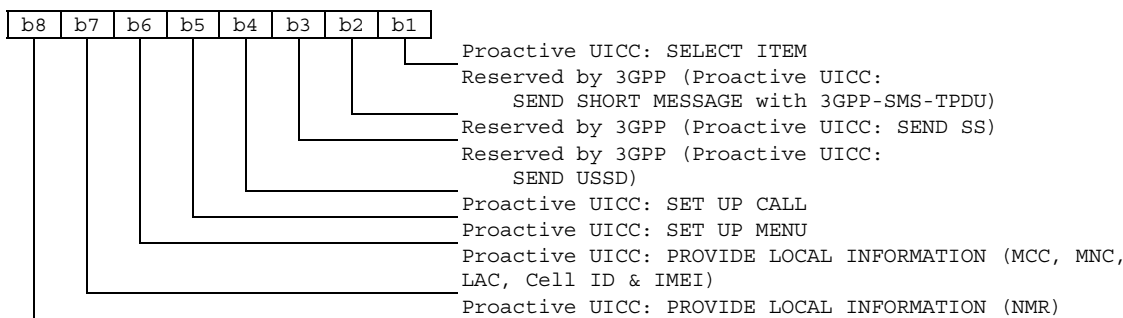 b8 b7 b6 b5 b4 b3 b2 b1
Proactive UICC: SELECT ITEM
Reserved by 3GPP (Proactive UICC:
SEND SHORT MESSAGE with 3GPP-SMS-TPDU)
Reserved by 3GPP (Proactive UICC: SEND SS)
Reserved by 3GPP (Proactive UICC:
SEND USSD)
Proactive UICC: SET UP CALL
Proactive UICC: SET UP MENU
Proactive UICC: PROVIDE LOCAL INFORMATION (MCC, MNC,
LAC, Cell ID & IMEI)
Proactive UICC: PROVIDE LOCAL INFORMATION (NMR)